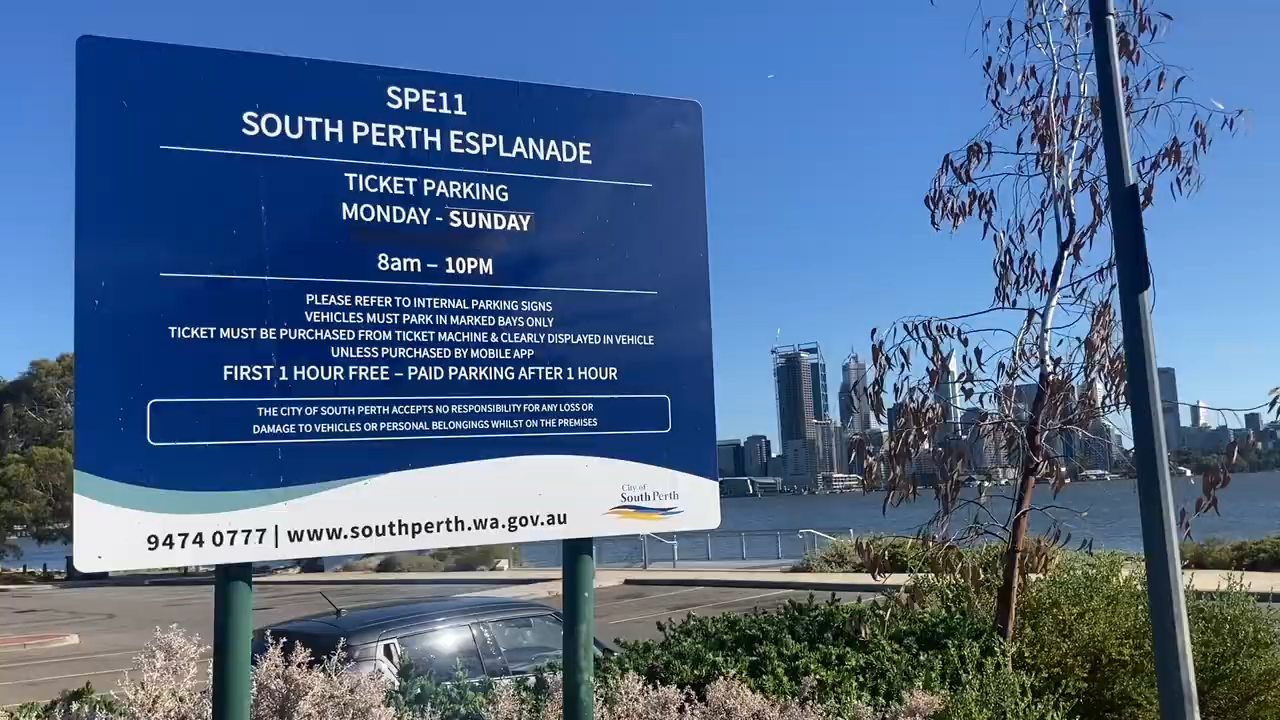 SPE11
SOUTH PERTH ESPLANADE
TICKET PARKING
MONDAY - SUNDAY
8am – 10PM
PLEASE REFER TO INTERNAL PARKING SIGNS
VEHICLES MUST PARK IN MARKED BAYS ONLY
TICKET MUST BE PURCHASED FROM TICKET MACHINE & CLEARLY DISPLAYED IN VEHICLE
UNLESS PURCHASED BY MOBILE APP
FIRST 1 HOUR FREE – PAID PARKING AFTER 1 HOUR
THE CITY OF SOUTH PERTH ACCEPTS NO RESPONSIBILITY FOR ANY LOSS OR
DAMAGE TO VEHICLES OR PERSONAL BELONGINGS WHILST ON THE PREMISES
City of
South Perth
9474 0777 | www.southperth.wa.gov.au